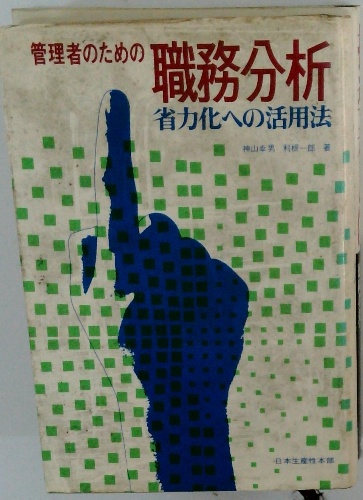 管理者のための
職務分析
省力化への活用法
神山幸男 利根一郎 著
日本生産性本部